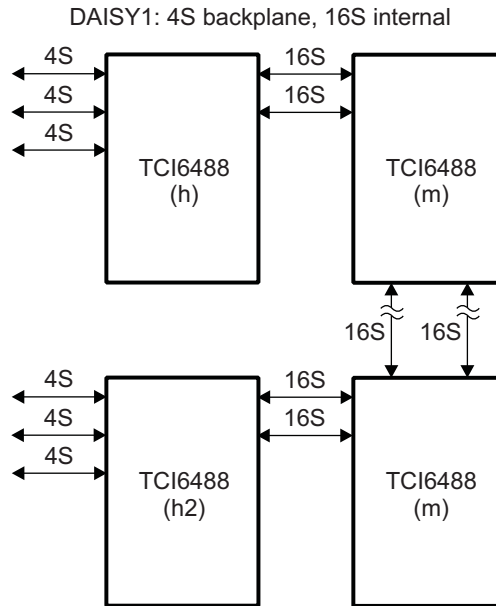 DAISY1: 4S backplane, 16S internal
4S
16S
4S
16S
4S
TCI6488
(h)
TCI6488
(m)
16S
16S
4S
16S
4S
16S
4S
TCI6488
(h2)
TCI6488
(m)